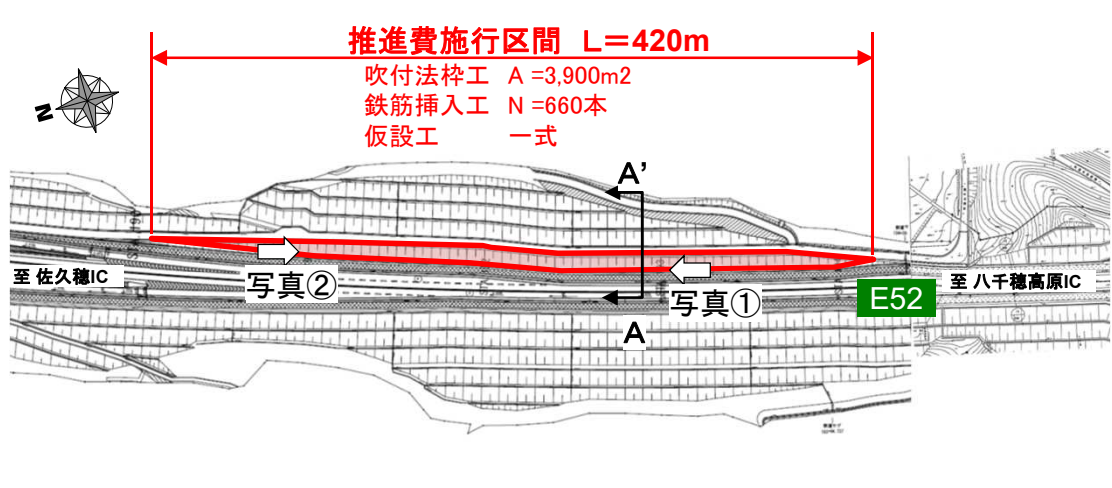 推進費施行区間 L＝420m
吹付法枠工 A =3,900m2
鉄筋挿入工 N =660本
仮設工 一式
N
A’
至 佐久穂IC
写真②
写真①
至 八千穂高原IC
E52
A